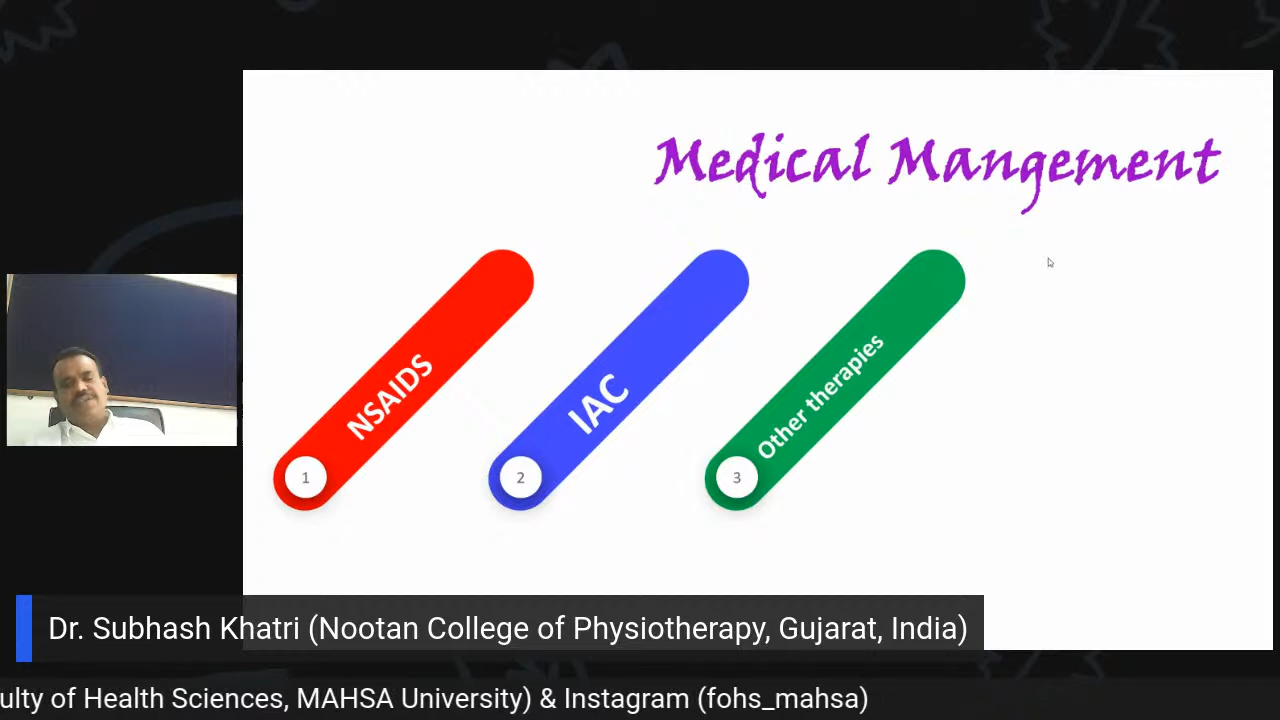 Medical Mangement
NSAIDS
IAC
Other therapies
1
2
3
Dr. Subhash Khatri (Nootan College of Physiotherapy, Gujarat, India)
ulty of Health Sciences, MAHSA University) & Instagram (fohs_mahsa)